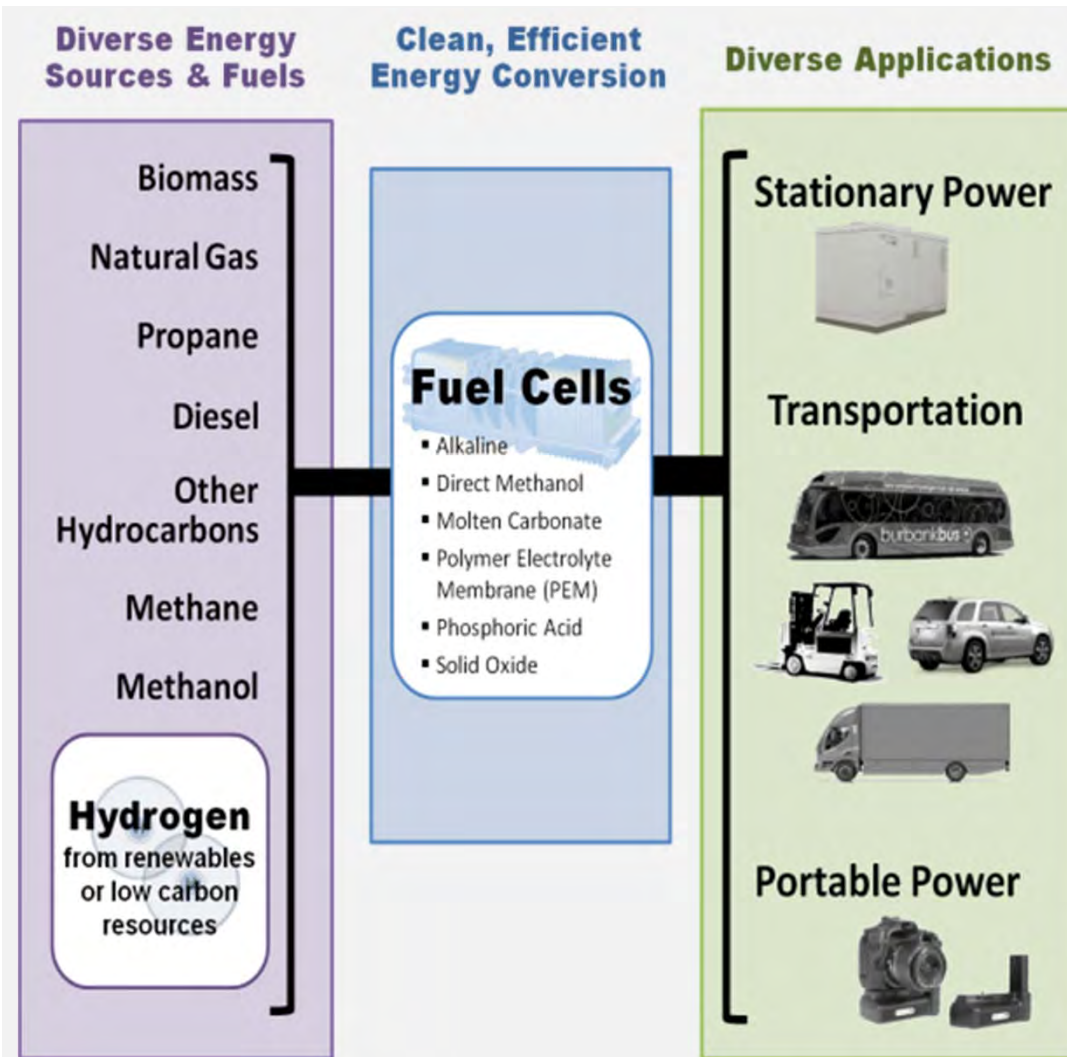 Diverse Energy
Sources & Fuels
Clean, Efficient
Energy Conversion
Diverse Applications
Biomass
Natural Gas
Propane
Diesel
Other
Hydrocarbons
Methane
Methanol
Hydrogen
from renewables
or low carbon
resources
Fuel Cells
▪ Alkaline
▪ Direct Methanol
▪ Molten Carbonate
▪ Polymer Electrolyte
Membrane (PEM)
▪ Phosphoric Acid
▪ Solid Oxide
Stationary Power
Transportation
burbankbus
Portable Power